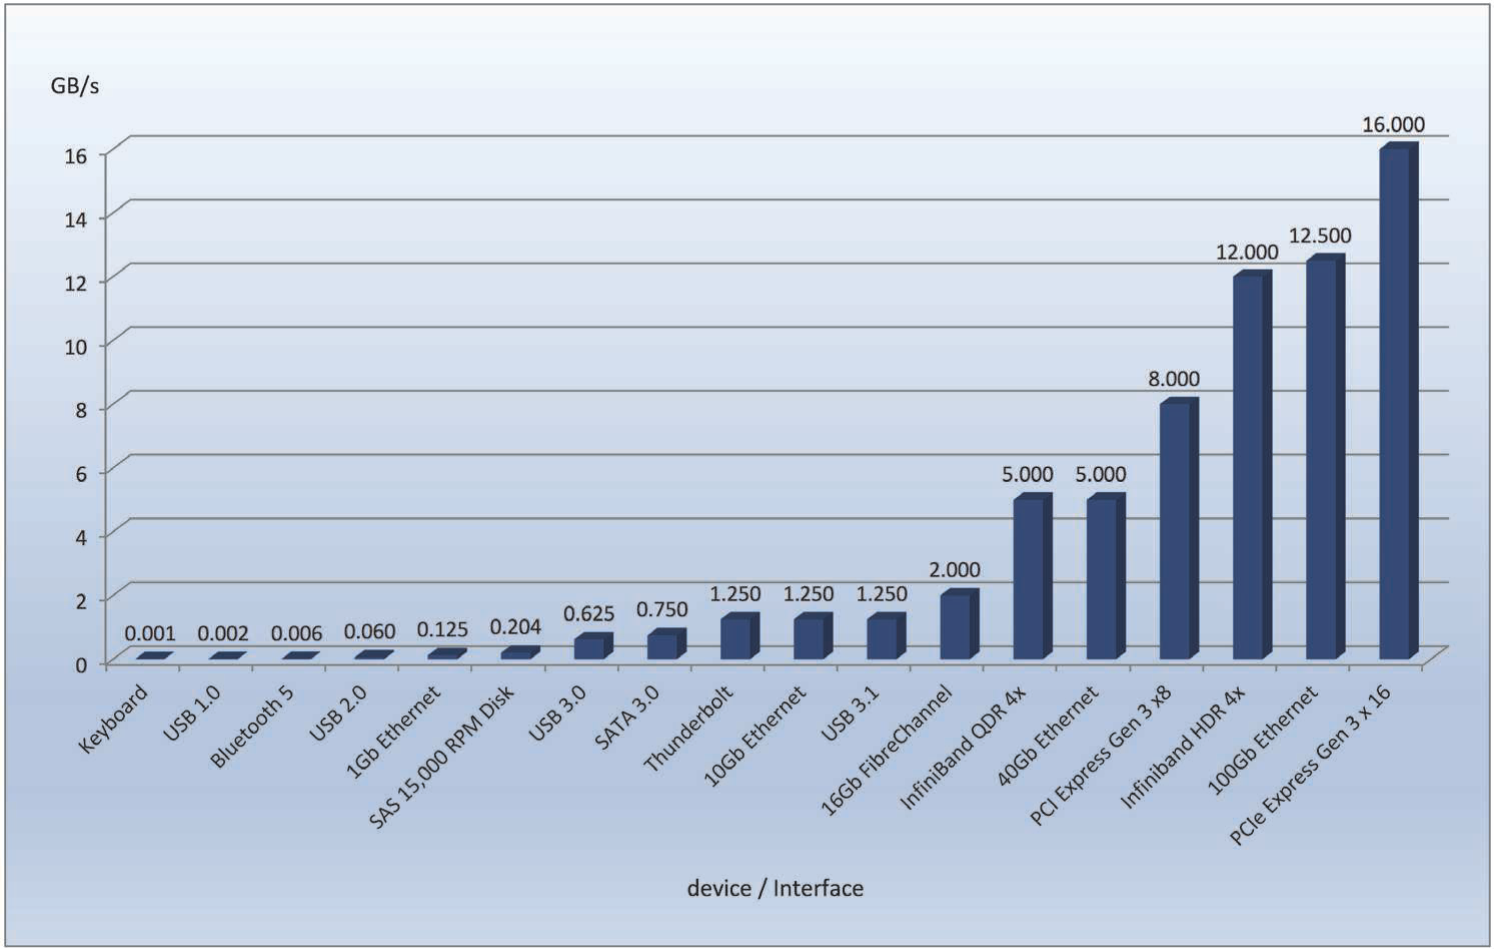 GB/s
16
14
12
10
8
6
4
2
0
0.001
0.002
0.006
0.060
0.125
0.204
0.625
0.750
1.250
1.250
1.250
2.000
5.000
5.000
8.000
12.000
12.500
16.000
Keyboard
USB 1.0
Bluetooth 5
USB 2.0
1Gb Ethernet
SAS 15,000 RPM Disk
USB 3.0
SATA 3.0
Thunderbolt
10Gb Ethernet
USB 3.1
16Gb FibreChannel
InfiniBand QDR 4x
40Gb Ethernet
PCI Express Gen 3 x8
Infiniband HDR 4x
100Gb Ethernet
PCIe Express Gen 3 x 16
device / Interface